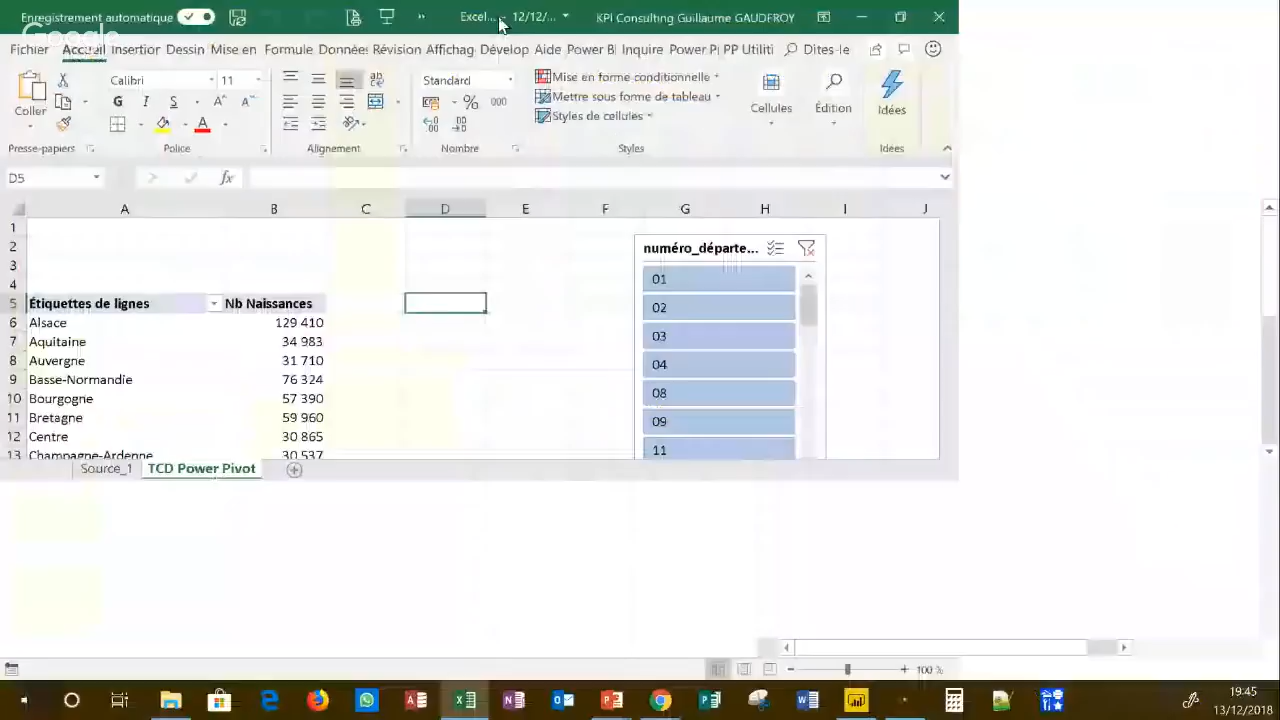 Enregistrement automatique
Excel... - 12/12/...
KPI Consulting Guillaume GAUDFROY
Google
Fichier Accueil Insertior Dessin Mise en Formule Donnée Révision Affichag Dévelop Aide Power B Inquire Power Pi PP Utiliti Dites-le
Coller
Calibri 11
G I S
Standard
% 000
Mise en forme conditionnelle
Mettre sous forme de tableau
Styles de cellules
Cellules
Édition
Idées
Presse-papiers Police Alignement Nombre Styles Idées
D5 fx
A B C D E F G H I J
1
2 numéro_départe...
3 01
4 02
5 Étiquettes de lignes Nb Naissances
6 Alsace 129 410
7 Aquitaine 34 983 03
8 Auvergne 31 710 04
9 Basse-Normandie 76 324
10 Bourgogne 57 390 08
11 Bretagne 59 960 09
12 Centre 30 865
13 Champagne-Ardenne 30 537 11
Source_1 TCD Power Pivot
100 %
19:45
13/12/2018